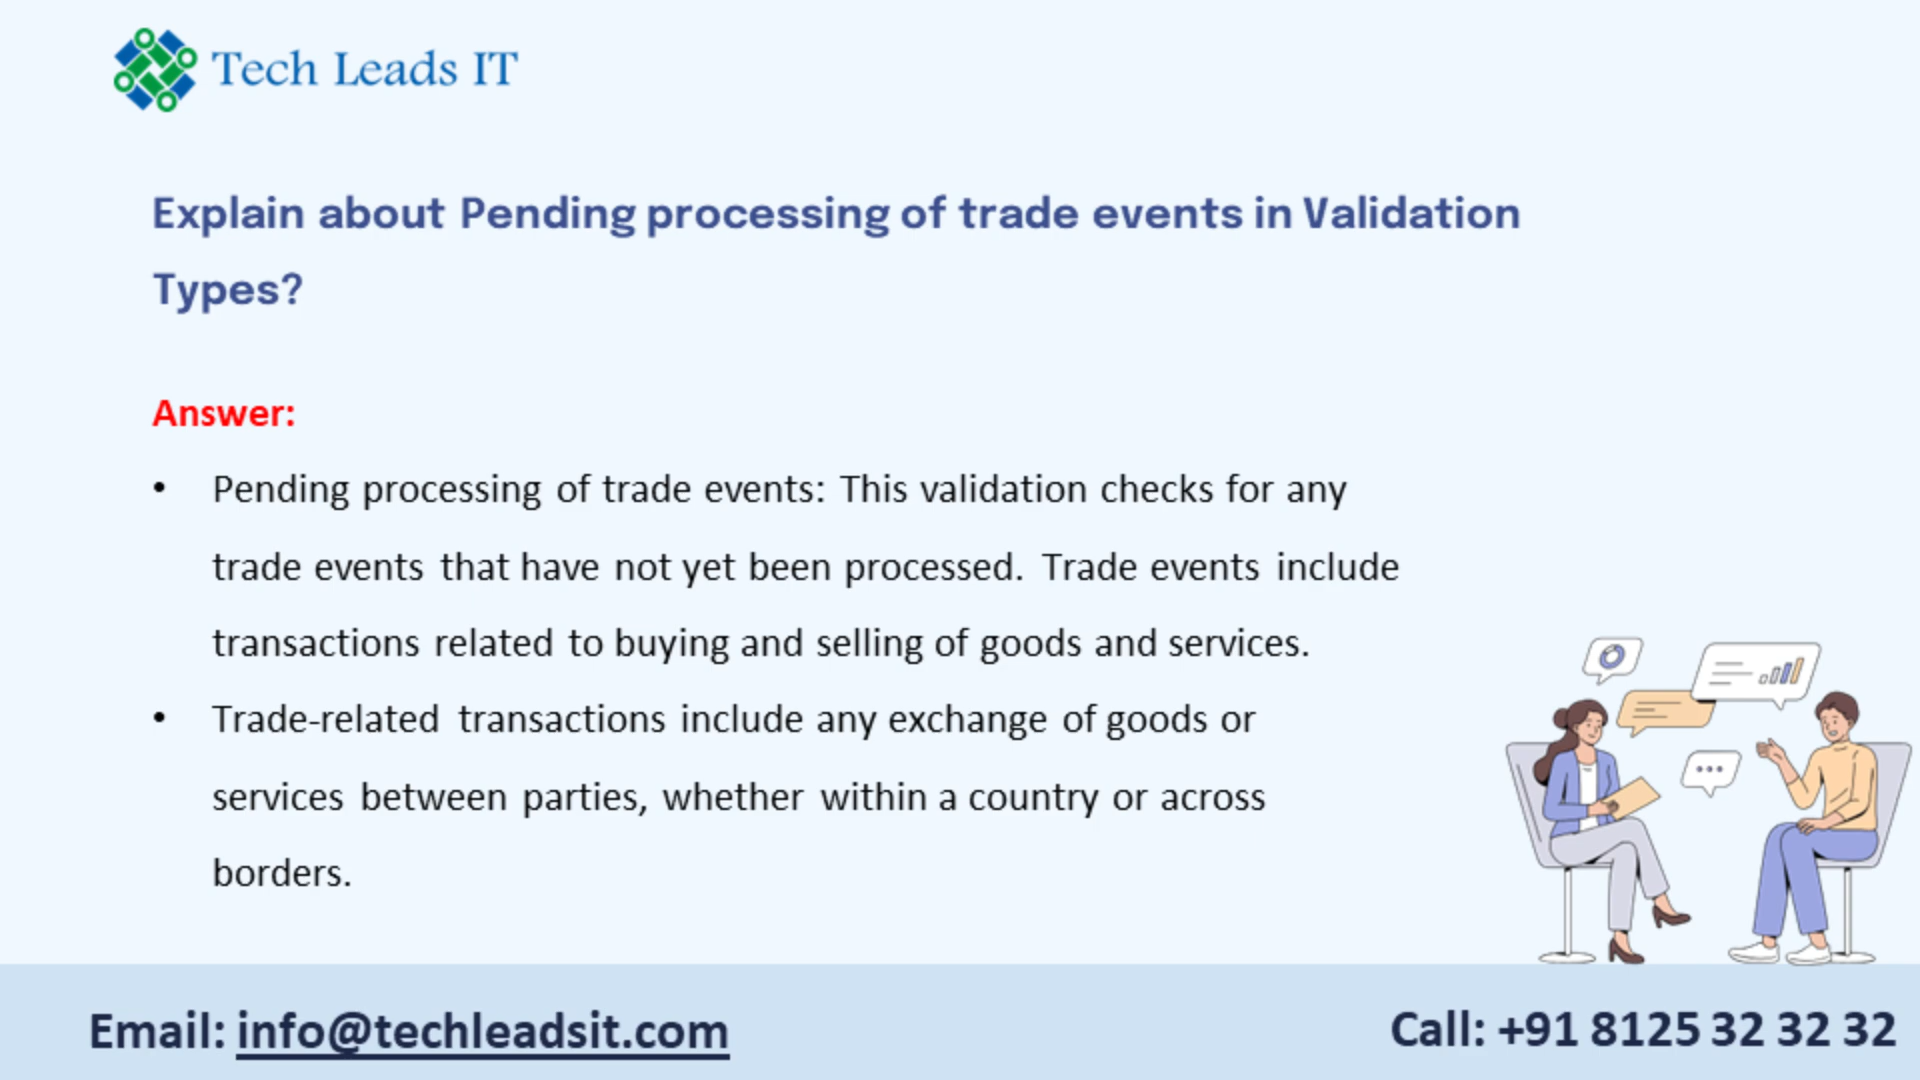 Tech Leads IT
Explain about Pending processing of trade events in Validation
Types?
Answer:
• Pending processing of trade events: This validation checks for any
trade events that have not yet been processed. Trade events include
transactions related to buying and selling of goods and services.
• Trade-related transactions include any exchange of goods or
services between parties, whether within a country or across
borders.
Email: info@techleadsit.com
Call: +91 8125 32 32 32